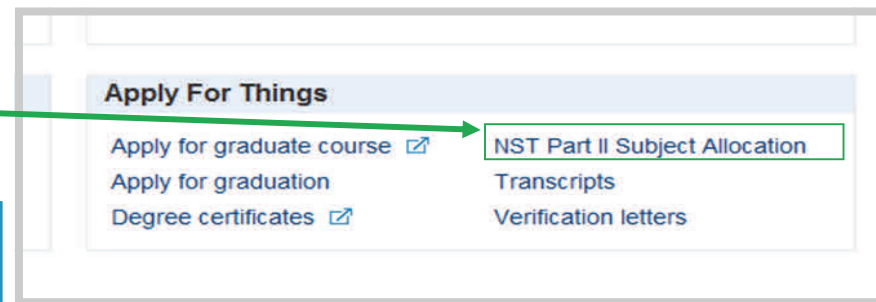 Apply For Things
Apply for graduate course NST Part II Subject Allocation
Apply for graduation Transcripts
Degree certificates Verification letters